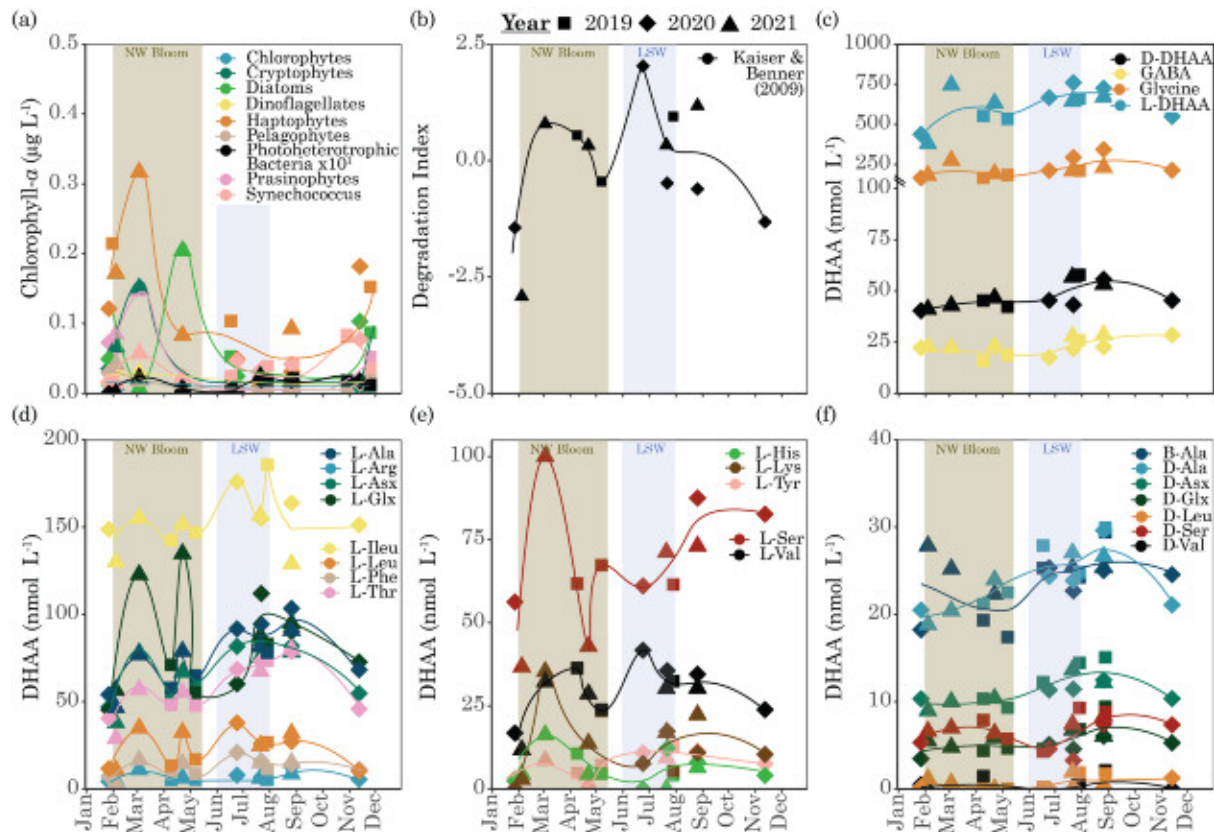 Year 2019 2020 2021
(a)
0.5
0.4
0.3
0.2
0.1
0.0
Chlorophyll-a (µg L-1)
NW Bloom
Chlorophytes
Cryptophytes
Diatoms
Dinoflagellates
Haptophytes
Pelagophytes
Photoheterotrophic
Bacteria x10¹
Prasinophytes
Synechococcus
(b)
2.5
0.0
-2.5
-5.0
Degradation Index
NW Bloom
LSW
Kaiser &
Benner
(2009)
(c)
1000
750
500
250
100
75
50
25
0
DHAA (nmol L-1)
NW Bloom
LSW
D-DHAA
GABA
Glycine
L-DHAA
(d)
200
150
100
50
0
DHAA (nmol L-1)
NW Bloom
LSW
L-Ala
L-Arg
L-Asx
L-Glx
L-Ileu
L-Leu
L-Phe
L-Thr
Jan
Feb
Mar
Apr
May
Jun
Jul
Aug
Sep
Oct
Nov
Dec
(e)
100
75
50
25
0
DHAA (nmol L-1)
NW Bloom
LSW
L-His
L-Lys
L-Tyr
L-Ser
L-Val
Jan
Feb
Mar
Apr
May
Jun
Jul
Aug
Sep
Oct
Nov
Dec
(f)
40
30
20
10
0
DHAA (nmol L-1)
NW Bloom
LSW
B-Ala
D-Ala
D-Asx
D-Glx
D-Leu
D-Ser
D-Val
Jan
Feb
Mar
Apr
May
Jun
Jul
Aug
Sep
Oct
Nov
Dec